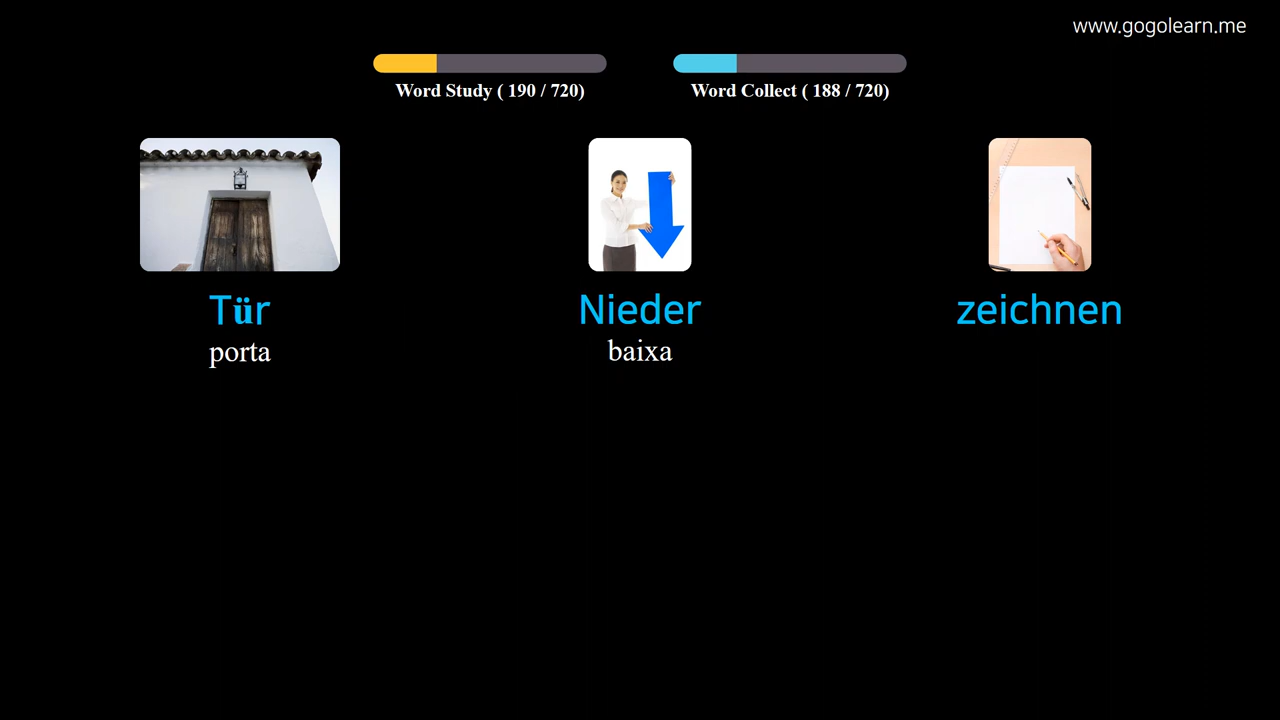 www.gogolearn.me
Word Study ( 190 / 720)
Word Collect ( 188 / 720)
Tür
porta
Nieder
baixa
zeichnen